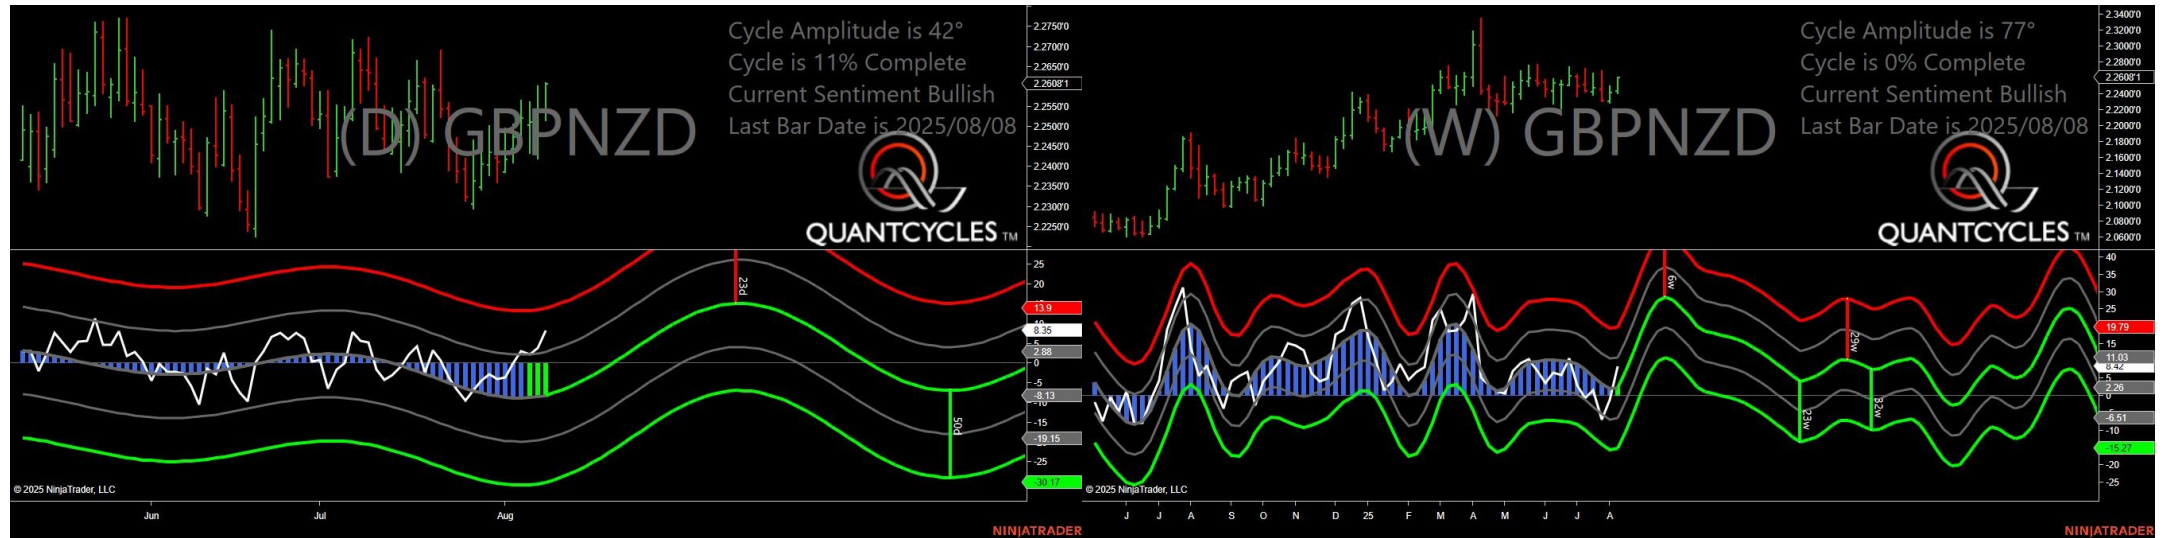 Cycle Amplitude is 42°
Cycle is 11% Complete
Current Sentiment Bullish
Last Bar Date is 2025/08/08
(D) GBPNZD
QUANTCYCLES TM
2.2750'0
2.2700'0
2.2650'0
2.2608'1
2.2550'0
2.2500'0
2.2450'0
2.2400'0
2.2350'0
2.2300'0
2.2250'0
23d
50d
25
20
13.9
8.35
5
2.88
0
-5
-8.13
-15
-19.15
-25
-30.17
© 2025 NinjaTrader, LLC
Jun Jul Aug
NINJATRADER
Cycle Amplitude is 77°
Cycle is 0% Complete
Current Sentiment Bullish
Last Bar Date is 2025/08/08
(W) GBPNZD
QUANTCYCLES TM
2.3400'0
2.3200'0
2.3000'0
2.2800'0
2.2608'1
2.2400'0
2.2200'0
2.2000'0
2.1800'0
2.1600'0
2.1400'0
2.1200'0
2.1000'0
2.0800'0
2.0600'0
6w
29w
23w
32w
40
35
30
25
19.79
15
11.03
8.42
5
2.26
0
-6.51
-10
-15.27
-20
-25
© 2025 NinjaTrader, LLC
J J A S O N D 25 F M A M J J A
NINJATRADER